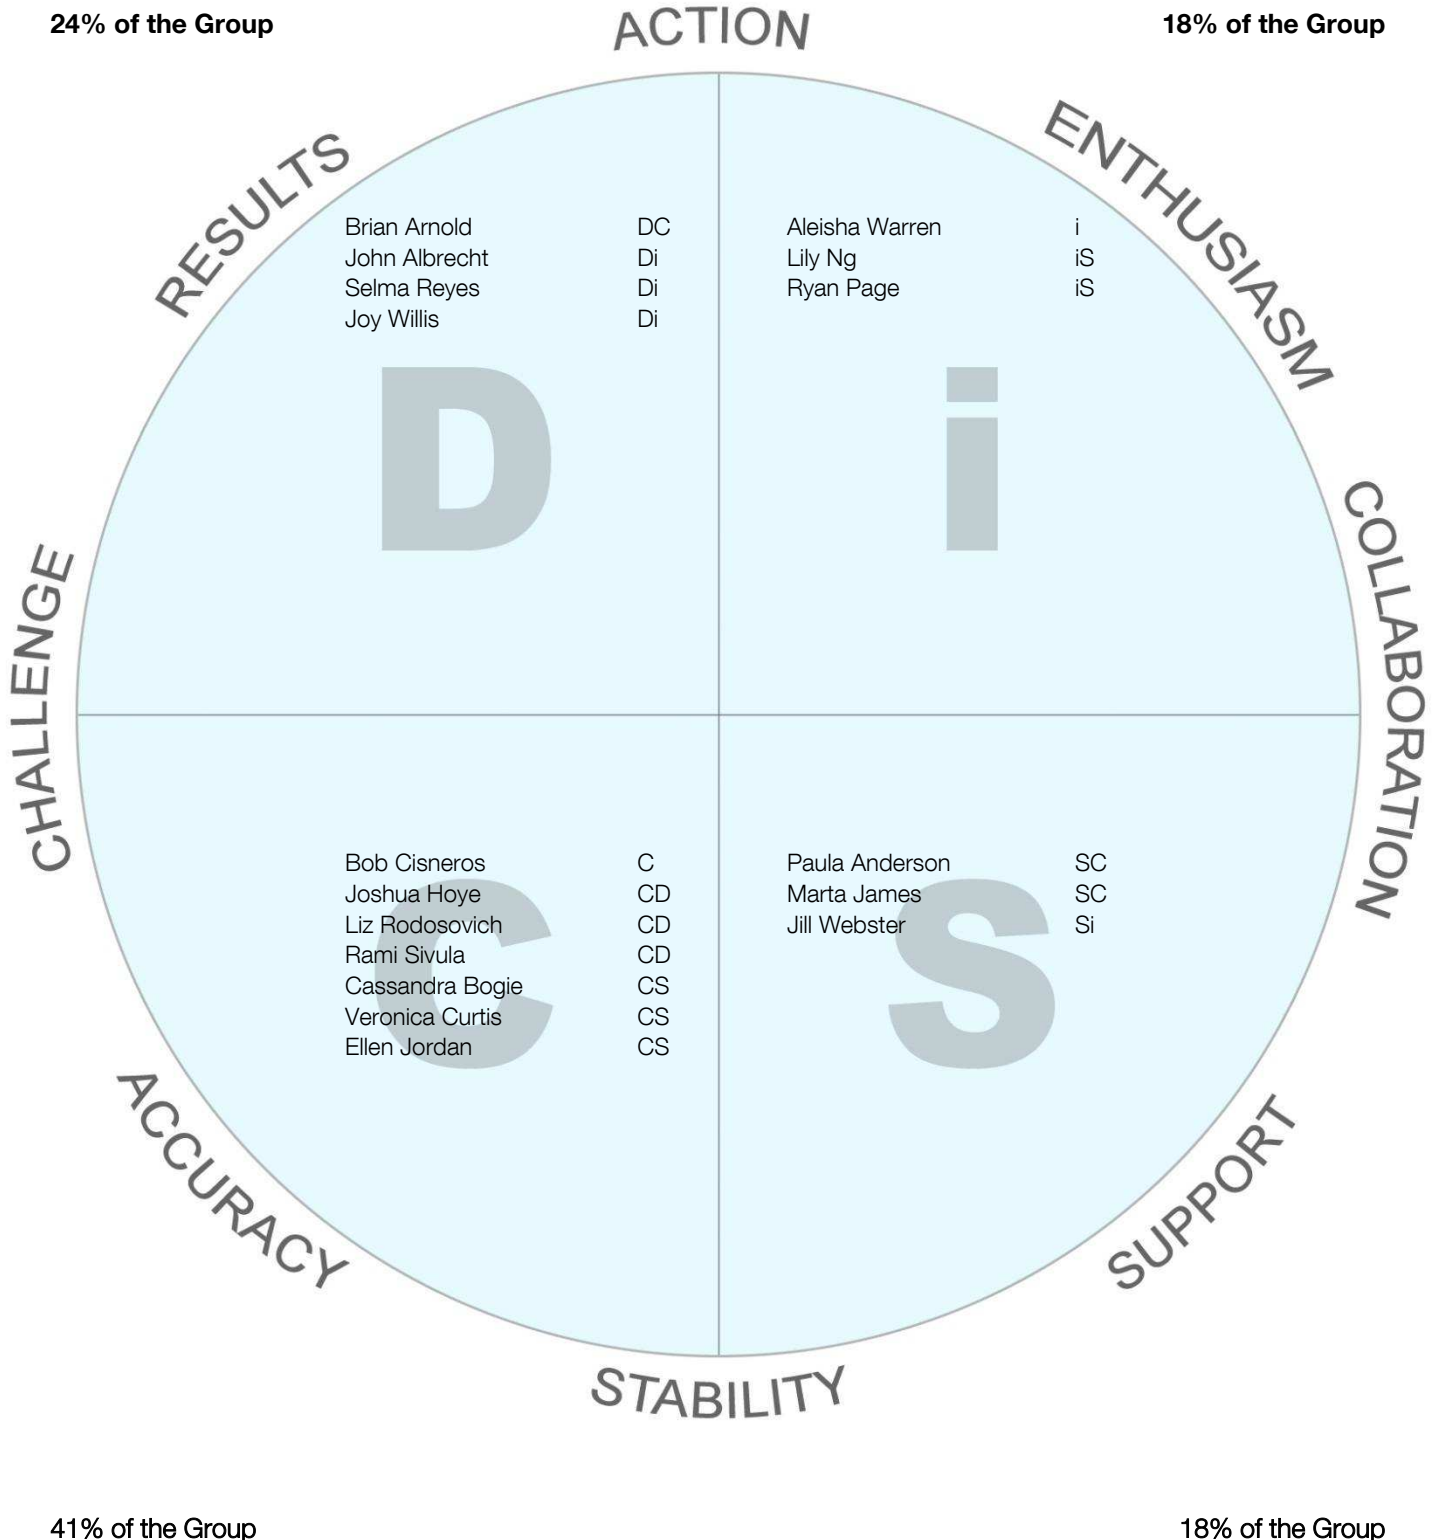 24% of the Group
ACTION
18% of the Group
RESULTS
ENTHUSIASM
Brian Arnold DC
John Albrecht Di
Selma Reyes Di
Joy Willis Di
Aleisha Warren i
Lily Ng iS
Ryan Page iS
D
i
CHALLENGE
COLLABORATION
Bob Cisneros C
Joshua Hoye CD
Liz Rodosovich CD
Rami Sivula CD
Cassandra Bogie CS
Veronica Curtis CS
Ellen Jordan CS
Paula Anderson SC
Marta James SC
Jill Webster Si
C
S
ACCURACY
SUPPORT
STABILITY
41% of the Group
18% of the Group